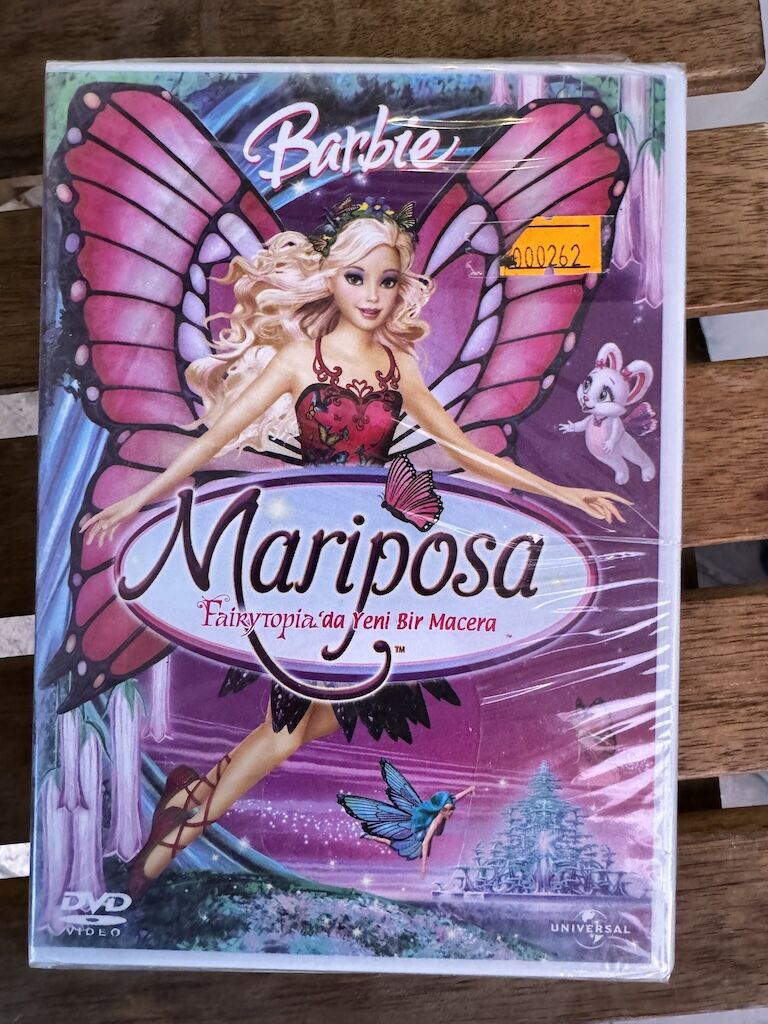 Barbie
000262
Mariposa
Fairytopia'da Yeni Bir Macera
TM
DVD
VIDEO
UNIVERSAL